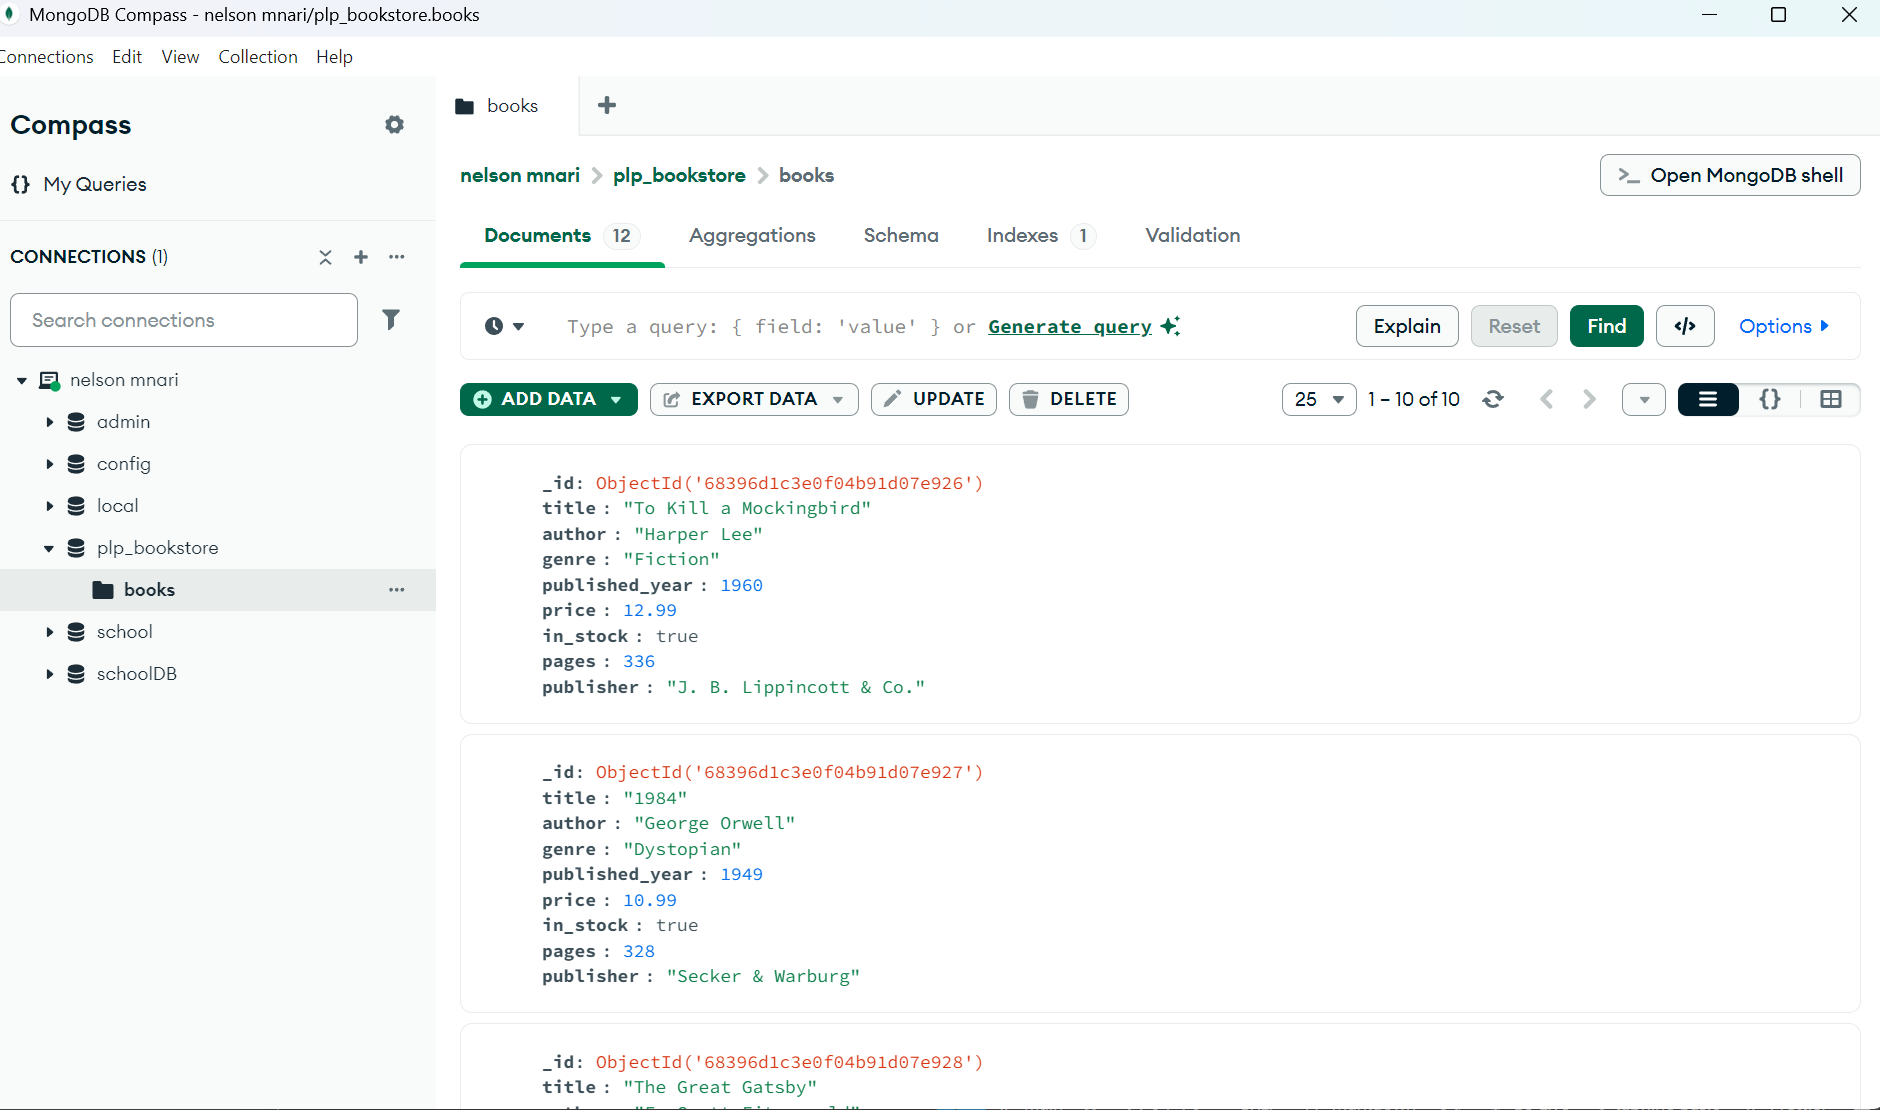 MongoDB Compass - nelson mnari/plp_bookstore.books
Connections Edit View Collection Help
Compass
My Queries
CONNECTIONS (1)
Search connections
nelson mnari
admin
config
local
plp_bookstore
books
school
schoolDB
books
nelson mnari > plp_bookstore > books
>_ Open MongoDB shell
Documents 12 Aggregations Schema Indexes 1 Validation
Type a query: { field: 'value' } or Generate query
Explain Reset Find </> Options
ADD DATA EXPORT DATA UPDATE DELETE
25 1 – 10 of 10 {}
_id: ObjectId('68396d1c3e0f04b91d07e926')
title : "To Kill a Mockingbird"
author : "Harper Lee"
genre : "Fiction"
published_year : 1960
price : 12.99
in_stock : true
pages : 336
publisher : "J. B. Lippincott & Co."
_id: ObjectId('68396d1c3e0f04b91d07e927')
title : "1984"
author : "George Orwell"
genre : "Dystopian"
published_year : 1949
price : 10.99
in_stock : true
pages : 328
publisher : "Secker & Warburg"
_id: ObjectId('68396d1c3e0f04b91d07e928')
title : "The Great Gatsby"